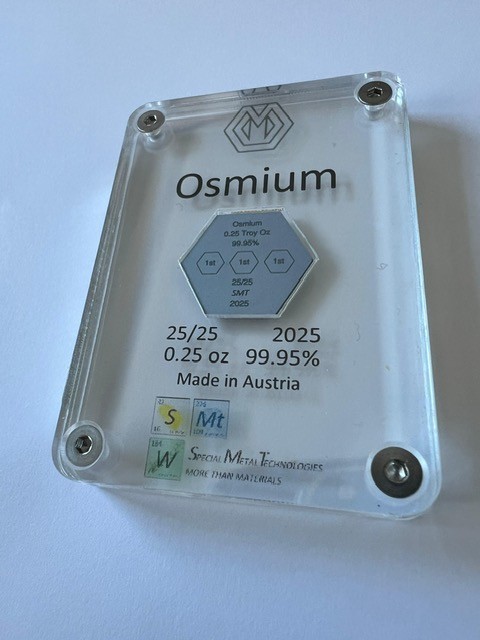 Osmium
Osmium
0.25 Troy Oz
99.95%
1st 1st 1st
25/25
SMT
2025
25/25 2025
0.25 oz 99.95%
Made in Austria
S Mt
109
W SPECIAL METAL TECHNOLOGIES
MORE THAN MATERIALS